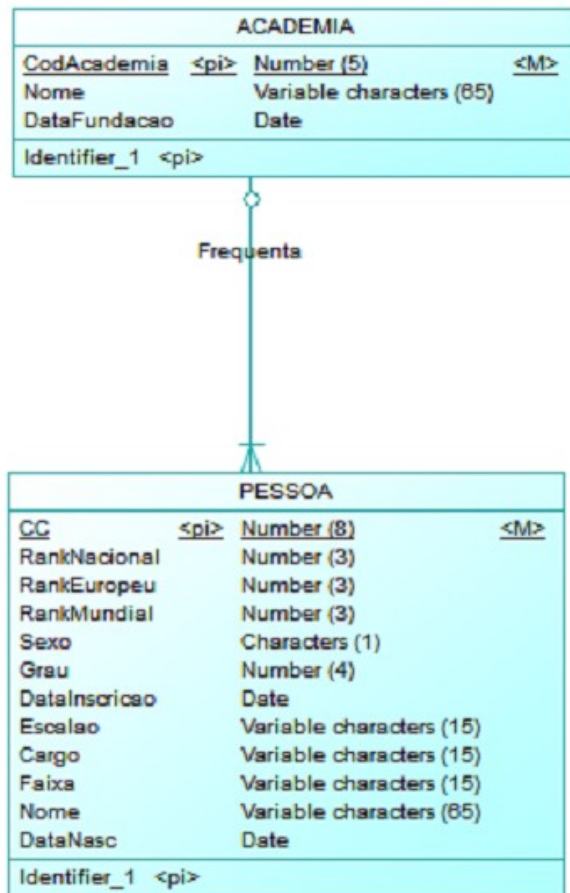 ACADEMIA
CodAcademia <pi> Number (5) <M>
Nome Variable characters (65)
DataFundacao Date
Identifier_1 <pi>
Frequenta
PESSOA
CC <pi> Number (8) <M>
RankNacional Number (3)
RankEuropeu Number (3)
RankMundial Number (3)
Sexo Characters (1)
Grau Number (4)
DataInscricao Date
Escalao Variable characters (15)
Cargo Variable characters (15)
Faixa Variable characters (15)
Nome Variable characters (65)
DataNasc Date
Identifier_1 <pi>